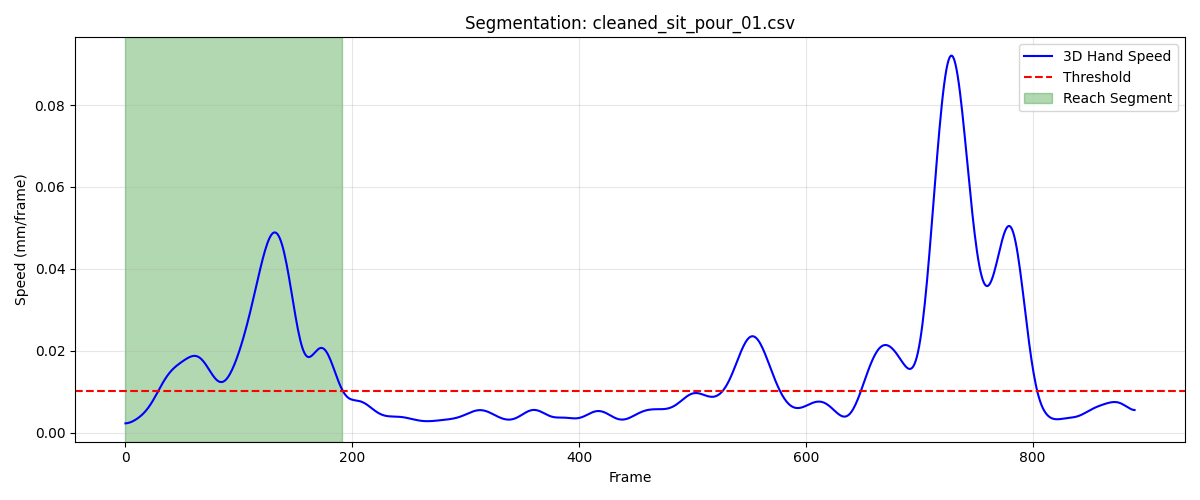 Segmentation: cleaned_sit_pour_01.csv
3D Hand Speed
Threshold
Reach Segment
Speed (mm/frame)
0.08
0.06
0.04
0.02
0.00
0
200
400
600
800
Frame